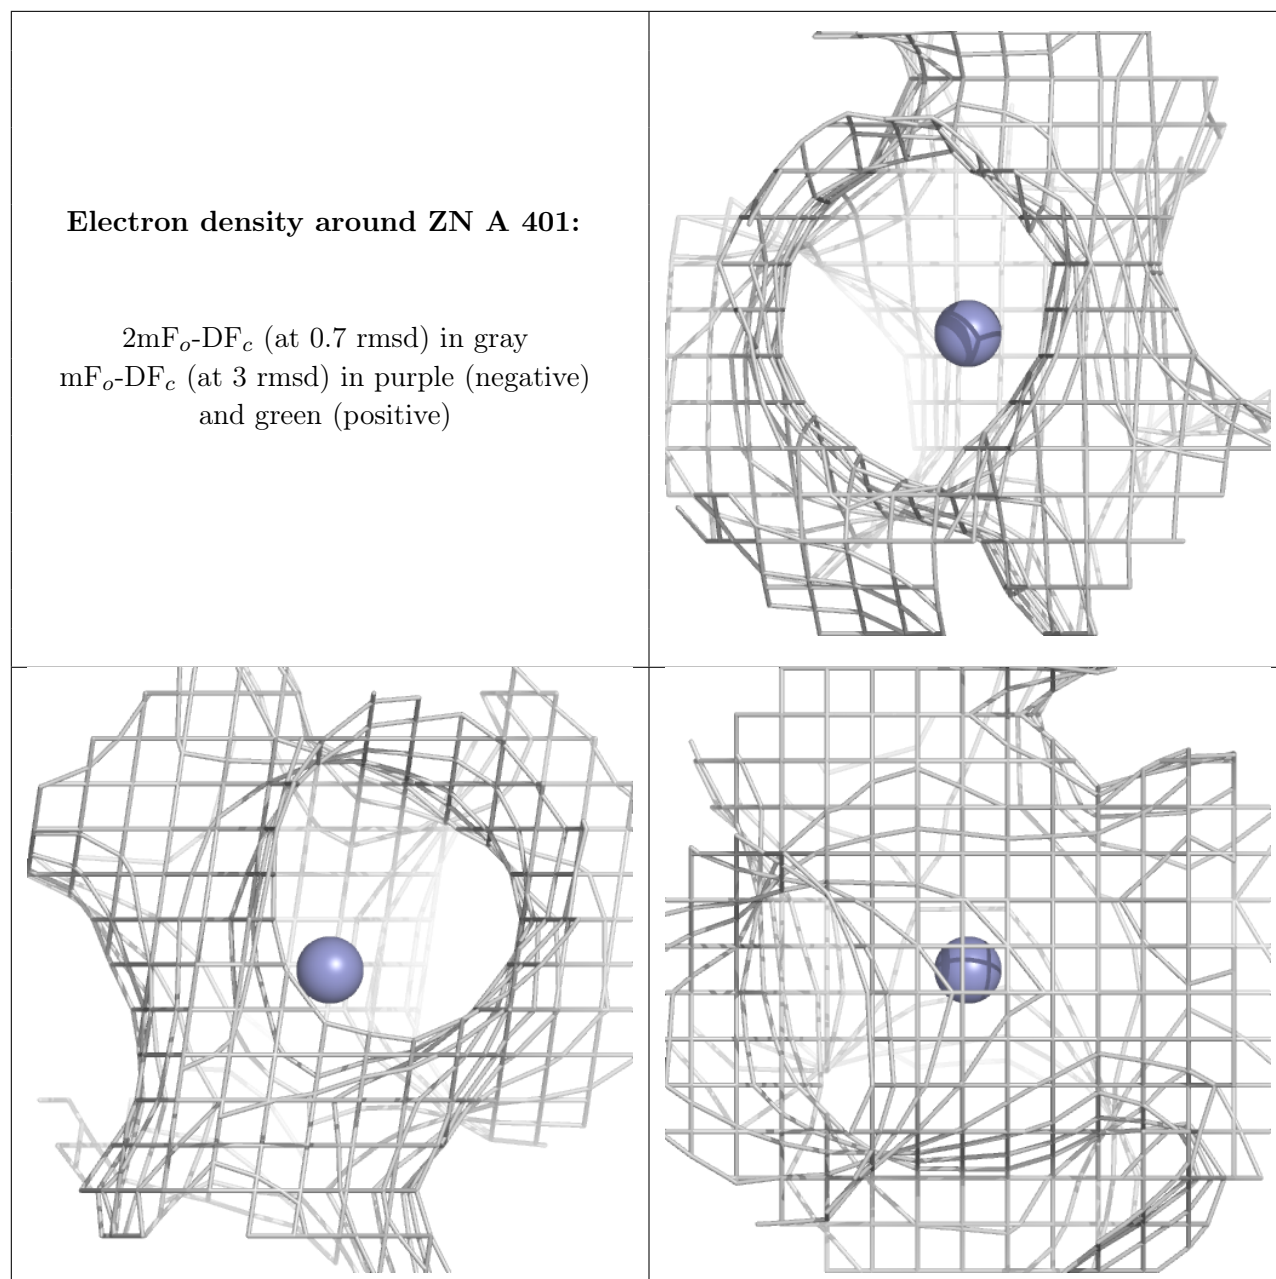 Electron density around ZN A 401:
2mFo-DFc (at 0.7 rmsd) in gray
mFo-DFc (at 3 rmsd) in purple (negative)
and green (positive)